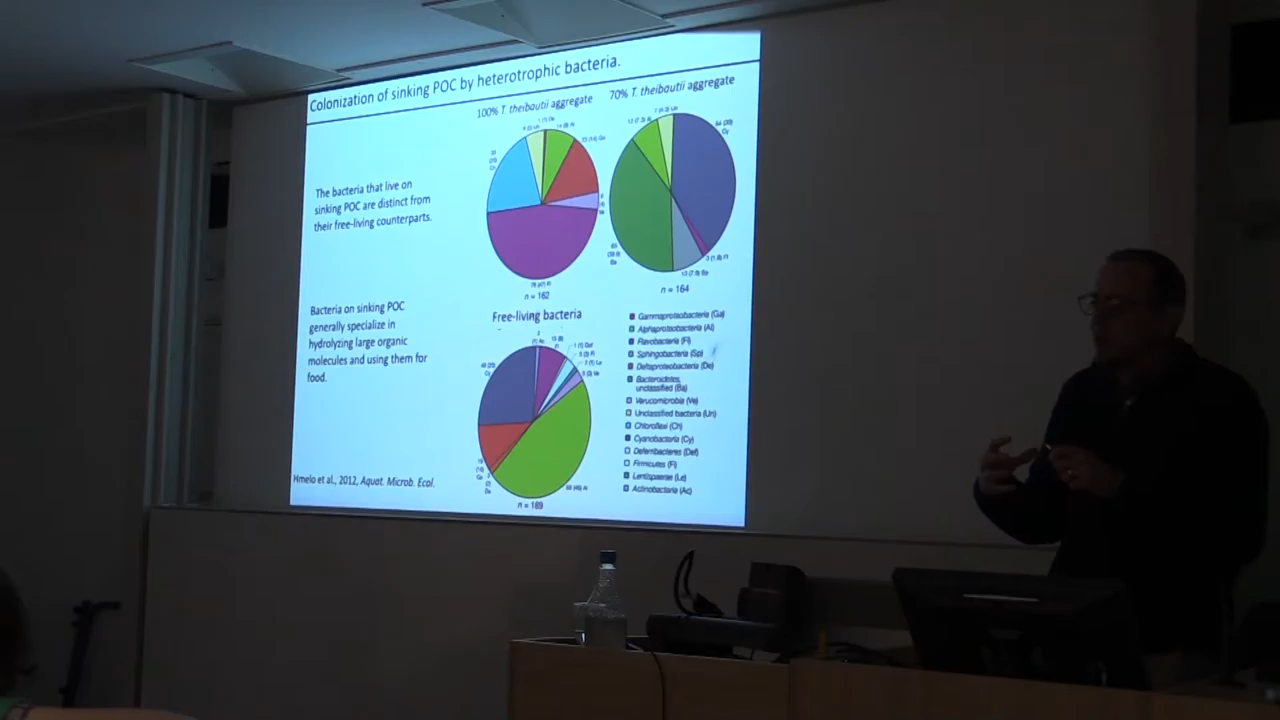 Colonization of sinking POC by heterotrophic bacteria.
100% T. theibautii aggregate
70% T. theibautii aggregate
The bacteria that live on
sinking POC are distinct from
their free-living counterparts.
n = 162
n = 164
Bacteria on sinking POC
generally specialize in
hydrolyzing large organic
molecules and using them for
food.
Free-living bacteria
n = 189
Gammaproteobacteria (Ga)
Alphaproteobacteria (Al)
Flavobacteria (Fl)
Sphingobacteria (Sp)
Deltaproteobacteria (De)
Bacteroidetes,
unclassified (Ba)
Verucomicrobia (Ve)
Unclassified bacteria (Un)
Chloroflexi (Ch)
Cyanobacteria (Cy)
Deferribacteres (Def)
Firmicutes (Fi)
Lentispaerae (Le)
Actinobacteria (Ac)
Hmelo et al., 2012, Aquat. Microb. Ecol.